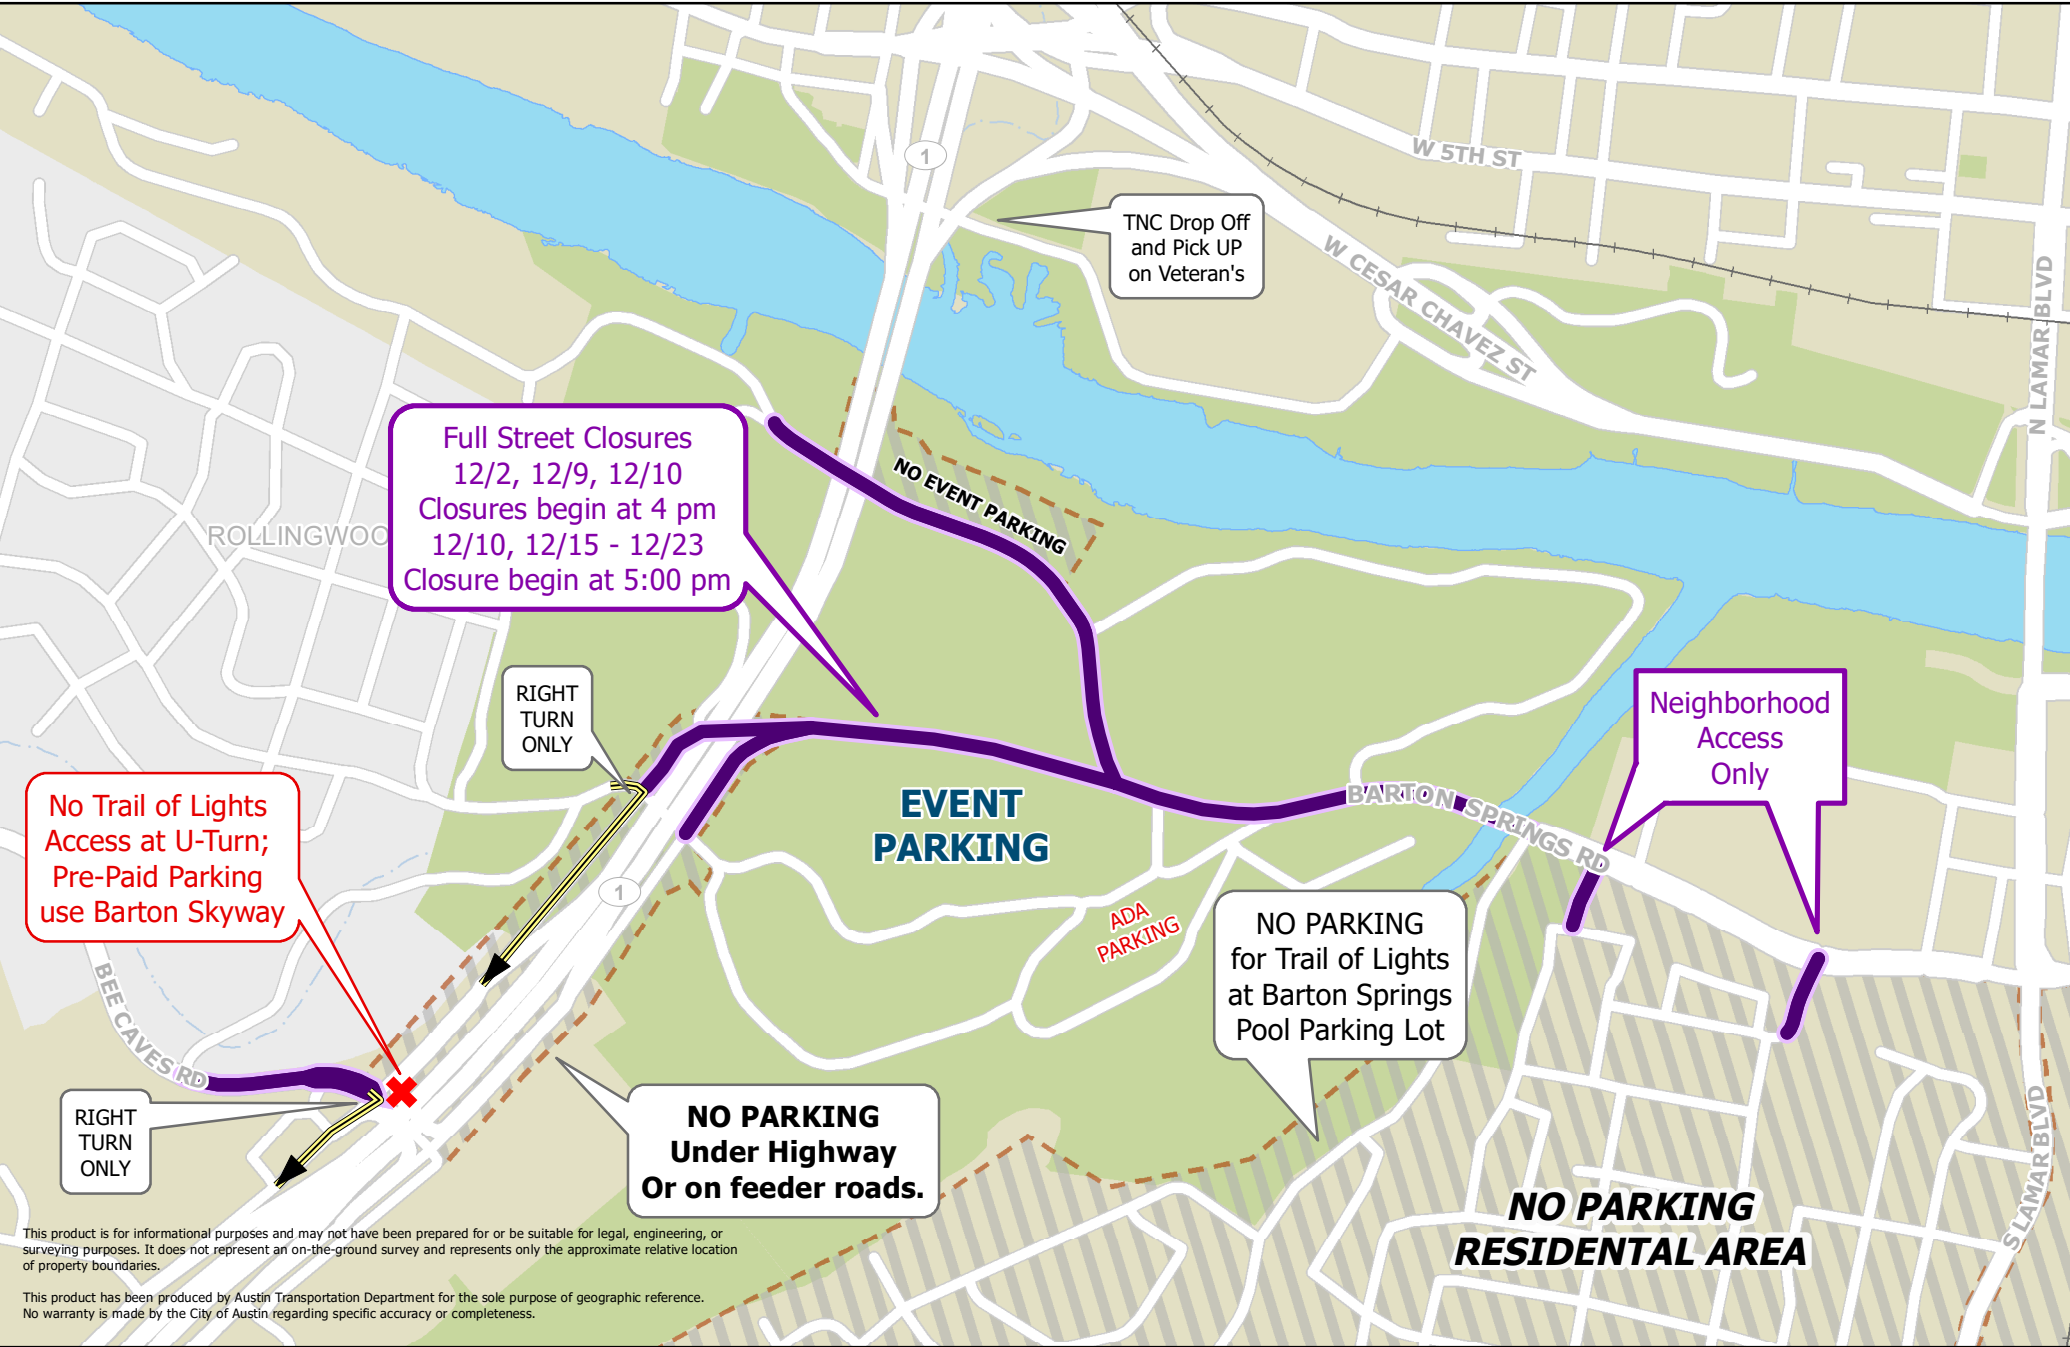 1
W 5TH ST
TNC Drop Off
and Pick UP
on Veteran's
W CESAR CHAVEZ ST
N LAMAR BLVD
Full Street Closures
12/2, 12/9, 12/10
Closures begin at 4 pm
12/10, 12/15 - 12/23
Closure begin at 5:00 pm
NO EVENT PARKING
ROLLINGWOO
RIGHT
TURN
ONLY
Neighborhood
Access
Only
No Trail of Lights
Access at U-Turn;
Pre-Paid Parking
use Barton Skyway
EVENT
PARKING
BARTON SPRINGS RD
1
ADA
PARKING
NO PARKING
for Trail of Lights
at Barton Springs
Pool Parking Lot
BEE CAVES RD
RIGHT
TURN
ONLY
NO PARKING
Under Highway
Or on feeder roads.
S LAMAR BLVD
NO PARKING
RESIDENTAL AREA
This product is for informational purposes and may not have been prepared for or be suitable for legal, engineering, or
surveying purposes. It does not represent an on-the-ground survey and represents only the approximate relative location
of property boundaries.
This product has been produced by Austin Transportation Department for the sole purpose of geographic reference.
No warranty is made by the City of Austin regarding specific accuracy or completeness.